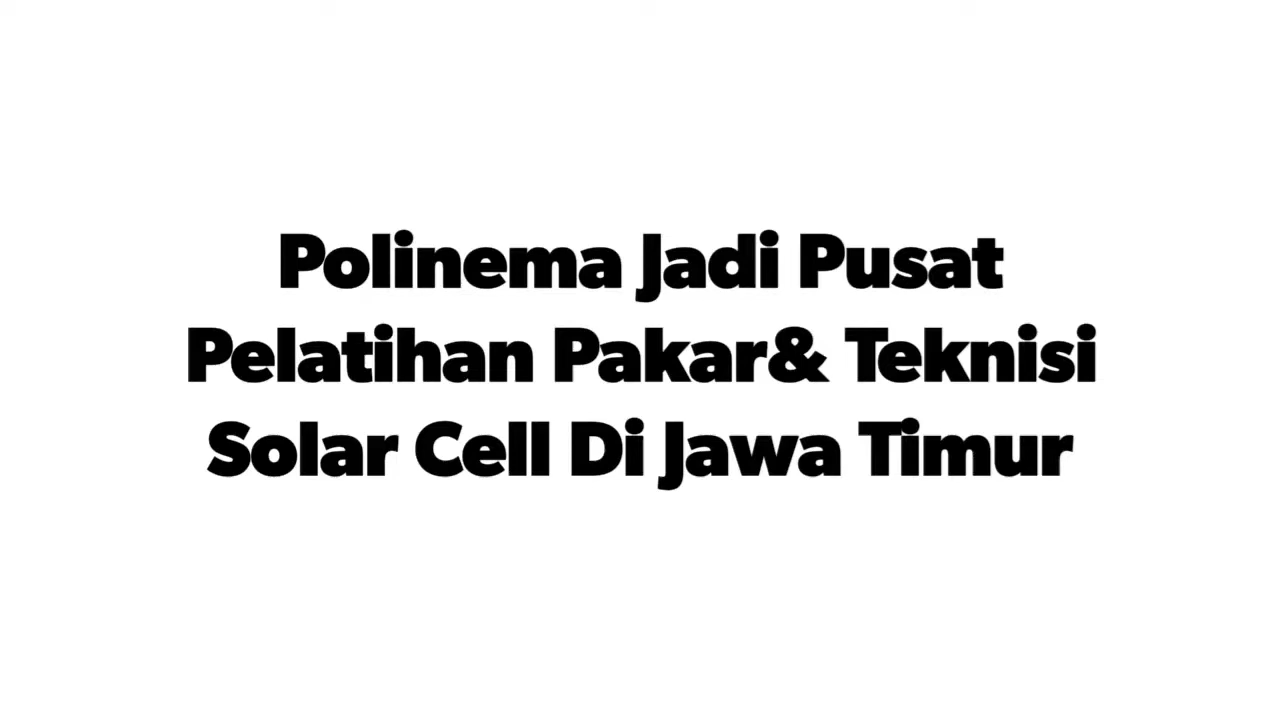 Polinema Jadi Pusat
Pelatihan Pakar& Teknisi
Solar Cell Di Jawa Timur